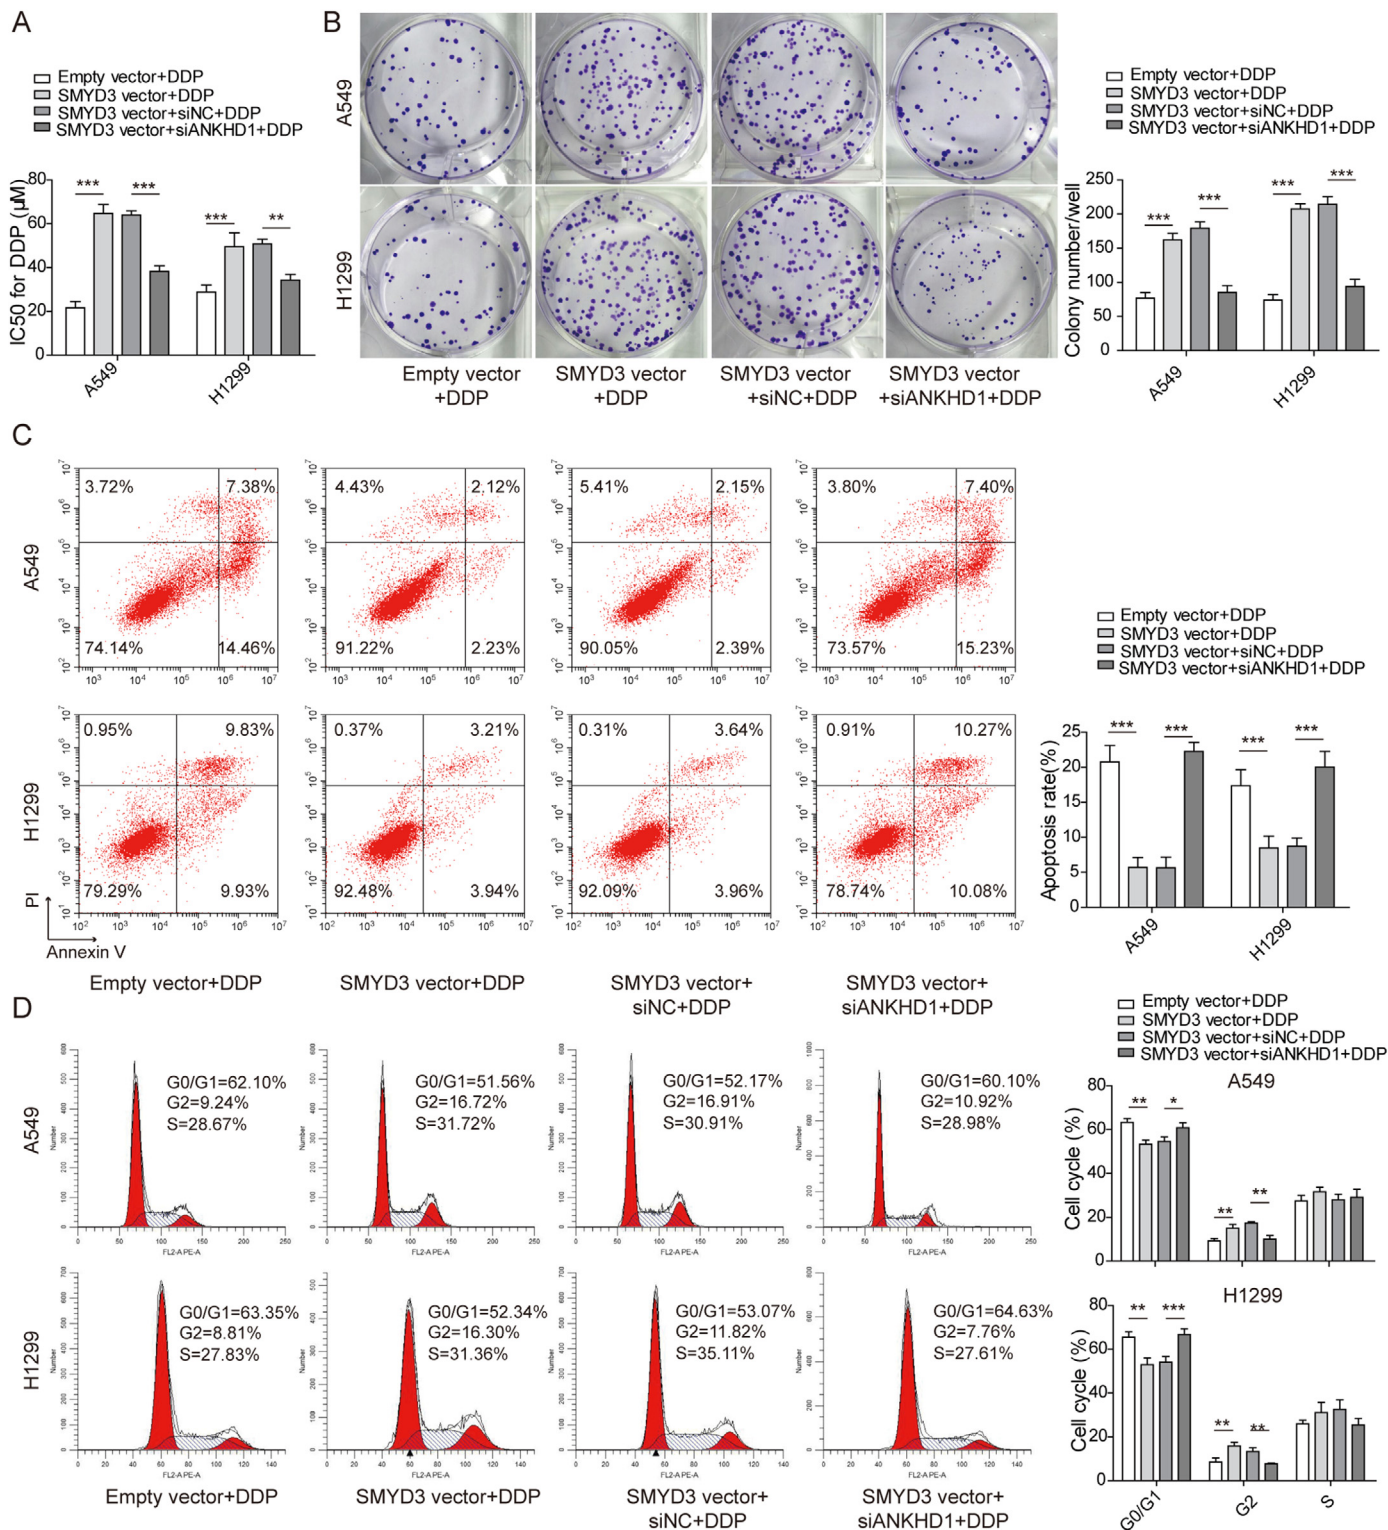 A
Empty vector+DDP
SMYD3 vector+DDP
SMYD3 vector+siNC+DDP
SMYD3 vector+siANKHD1+DDP
IC50 for DDP (µM)
80
60
40
20
0
*** ***
*** **
A549
H1299
B
A549
H1299
Empty vector
+DDP
SMYD3 vector
+DDP
SMYD3 vector
+siNC+DDP
SMYD3 vector
+siANKHD1+DDP
Empty vector+DDP
SMYD3 vector+DDP
SMYD3 vector+siNC+DDP
SMYD3 vector+siANKHD1+DDP
Colony number/well
250
200
150
100
50
0
*** ***
*** ***
A549
H1299
C
A549
3.72% 7.38%
74.14% 14.46%
4.43% 2.12%
91.22% 2.23%
5.41% 2.15%
90.05% 2.39%
3.80% 7.40%
73.57% 15.23%
H1299
0.95% 9.83%
79.29% 9.93%
0.37% 3.21%
92.48% 3.94%
0.31% 3.64%
92.09% 3.96%
0.91% 10.27%
78.74% 10.08%
PI
Annexin V
Empty vector+DDP
SMYD3 vector+DDP
SMYD3 vector+
siNC+DDP
SMYD3 vector+
siANKHD1+DDP
Empty vector+DDP
SMYD3 vector+DDP
SMYD3 vector+siNC+DDP
SMYD3 vector+siANKHD1+DDP
Apoptosis rate(%)
25
20
15
10
5
0
*** ***
*** ***
A549
H1299
D
A549
G0/G1=62.10%
G2=9.24%
S=28.67%
G0/G1=51.56%
G2=16.72%
S=31.72%
G0/G1=52.17%
G2=16.91%
S=30.91%
G0/G1=60.10%
G2=10.92%
S=28.98%
Number
FL2-A PE-A
H1299
G0/G1=63.35%
G2=8.81%
S=27.83%
G0/G1=52.34%
G2=16.30%
S=31.36%
G0/G1=53.07%
G2=11.82%
S=35.11%
G0/G1=64.63%
G2=7.76%
S=27.61%
Number
FL2-A PE-A
Empty vector+DDP
SMYD3 vector+DDP
SMYD3 vector+
siNC+DDP
SMYD3 vector+
siANKHD1+DDP
Empty vector+DDP
SMYD3 vector+DDP
SMYD3 vector+siNC+DDP
SMYD3 vector+siANKHD1+DDP
A549
Cell cycle (%)
80
60
40
20
0
** *
** **
H1299
Cell cycle (%)
80
60
40
20
0
** ***
** **
G0/G1
G2
S